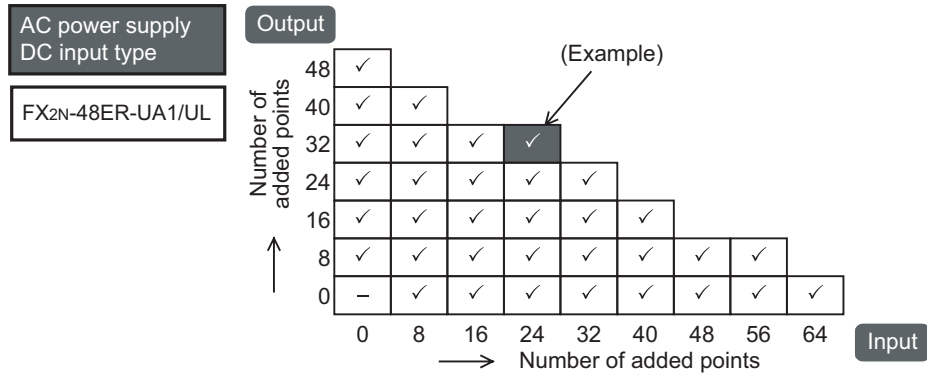 AC power supply
DC input type
FX2N-48ER-UA1/UL
Output
(Example)
Number of
added points
48 ✓
40 ✓ ✓
32 ✓ ✓ ✓ ✓
24 ✓ ✓ ✓ ✓ ✓
16 ✓ ✓ ✓ ✓ ✓ ✓
8 ✓ ✓ ✓ ✓ ✓ ✓ ✓ ✓
0 – ✓ ✓ ✓ ✓ ✓ ✓ ✓ ✓
0 8 16 24 32 40 48 56 64
Input
Number of added points